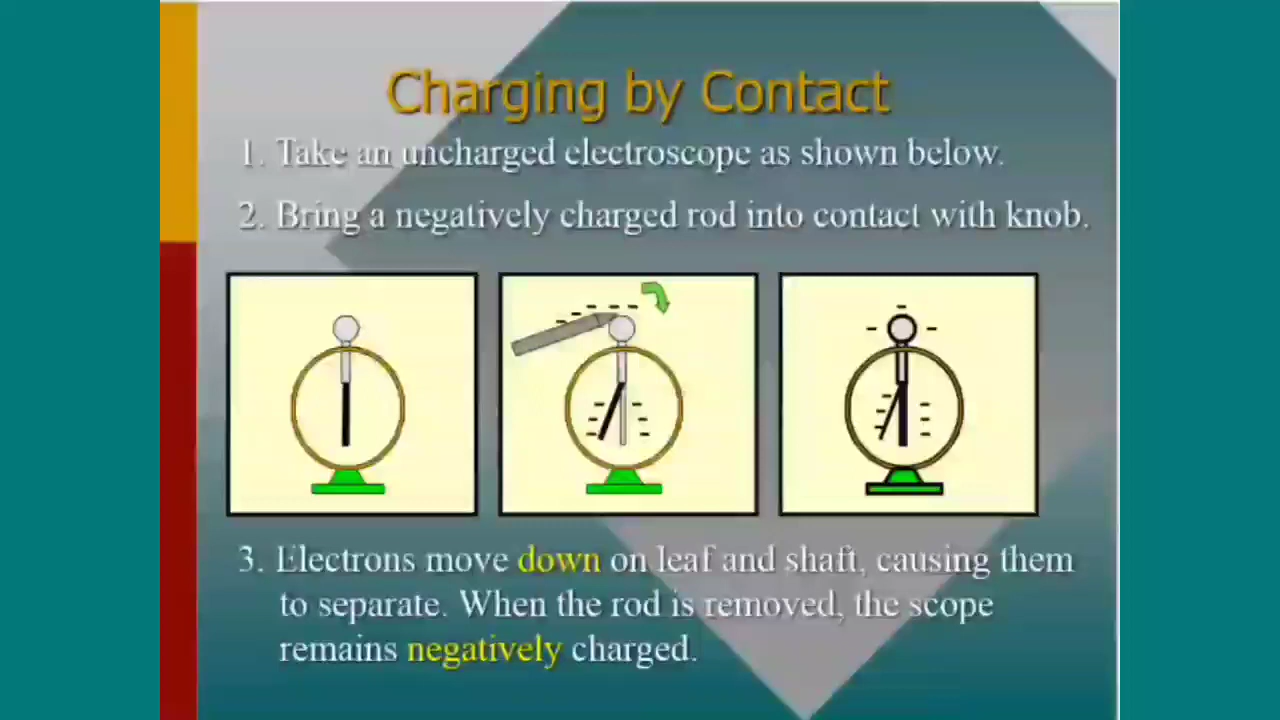 Charging by Contact
1. Take an uncharged electroscope as shown below.
2. Bring a negatively charged rod into contact with knob.
3. Electrons move down on leaf and shaft, causing them
to separate. When the rod is removed, the scope
remains negatively charged.